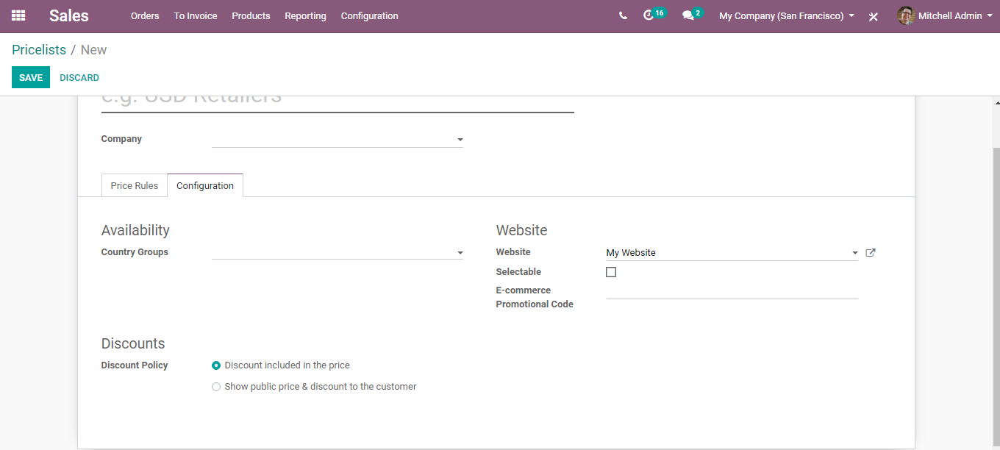 Sales Orders To Invoice Products Reporting Configuration 16 2 My Company (San Francisco) Mitchell Admin
Pricelists / New
SAVE DISCARD
e.g. USD Retailers
Company
Price Rules Configuration
Availability Website
Country Groups Website My Website
Selectable
E-commerce
Promotional Code
Discounts
Discount Policy Discount included in the price
Show public price & discount to the customer